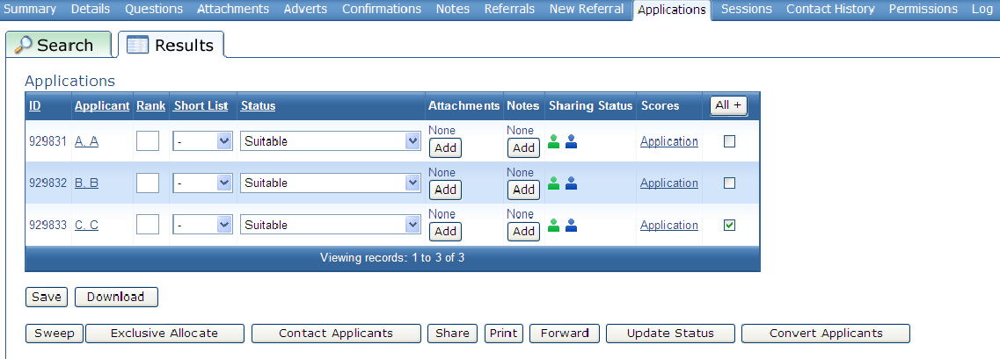 Summary Details Questions Attachments Adverts Confirmations Notes Referrals New Referral Applications Sessions Contact History Permissions Log
Search Results
Applications
ID Applicant Rank Short List Status Attachments Notes Sharing Status Scores All +
929831 A, A - Suitable None Add None Add Application
929832 B, B - Suitable None Add None Add Application
929833 C, C - Suitable None Add None Add Application
Viewing records: 1 to 3 of 3
Save Download
Sweep Exclusive Allocate Contact Applicants Share Print Forward Update Status Convert Applicants